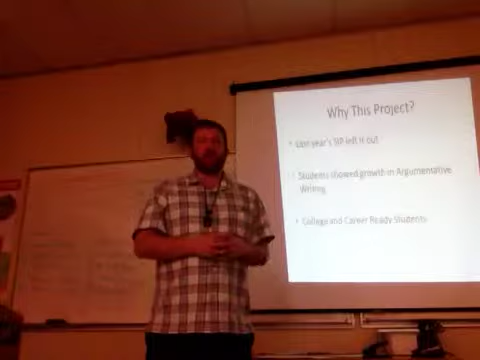 Why This Project?
Last year's SIP left it out
Students showed growth in Argumentative
Writing
College and Career Ready Students